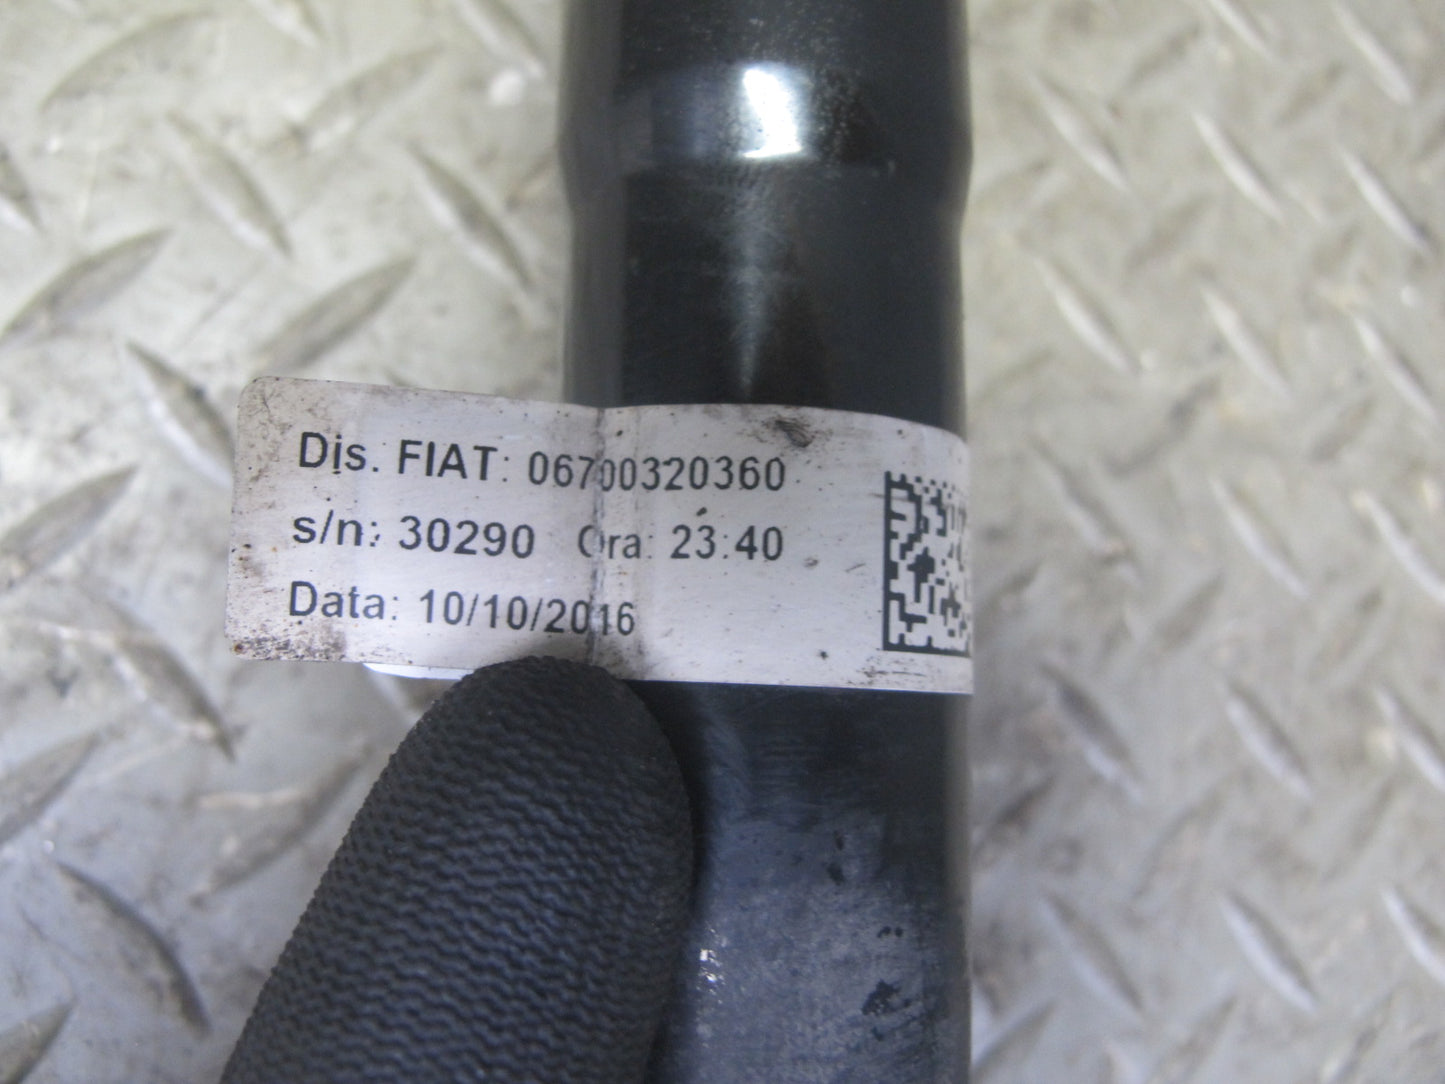 Dis. FIAT: 06700320360
s/n: 30290 Ora: 23:40
Data: 10/10/2016